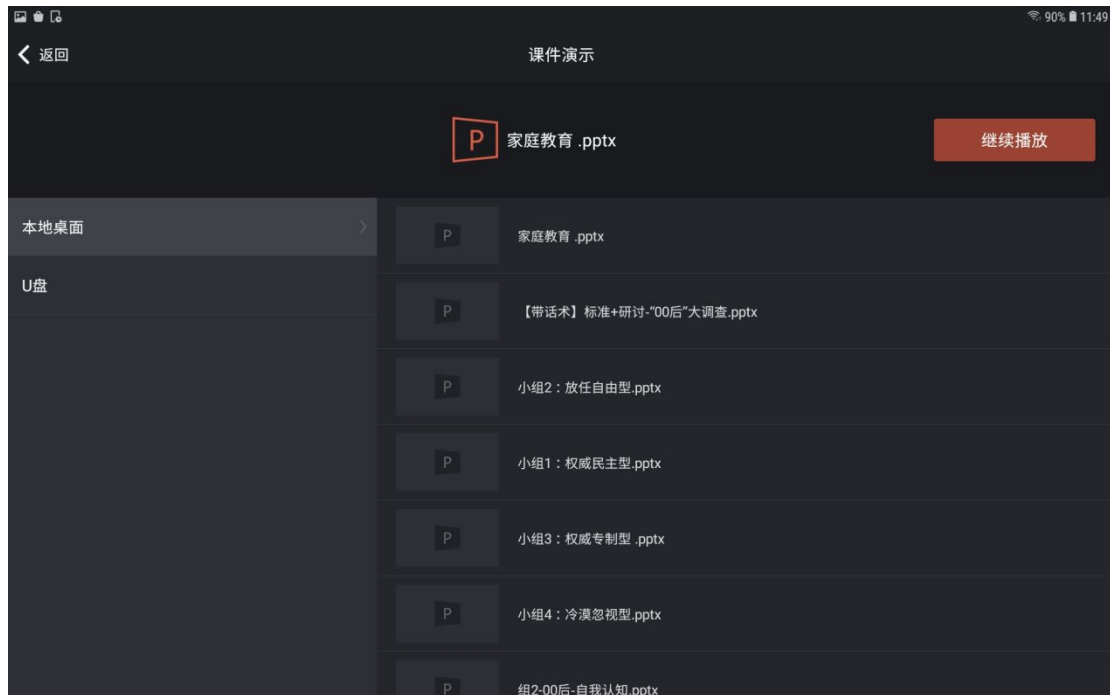 90% 11:49
返回
课件演示
P 家庭教育 .pptx
继续播放
本地桌面
U盘
P 家庭教育 .pptx
P 【带话术】标准+研讨-“00后”大调查.pptx
P 小组2：放任自由型.pptx
P 小组1：权威民主型.pptx
P 小组3：权威专制型 .pptx
P 小组4：冷漠忽视型.pptx
P 组2-00后-自我认知.pptx